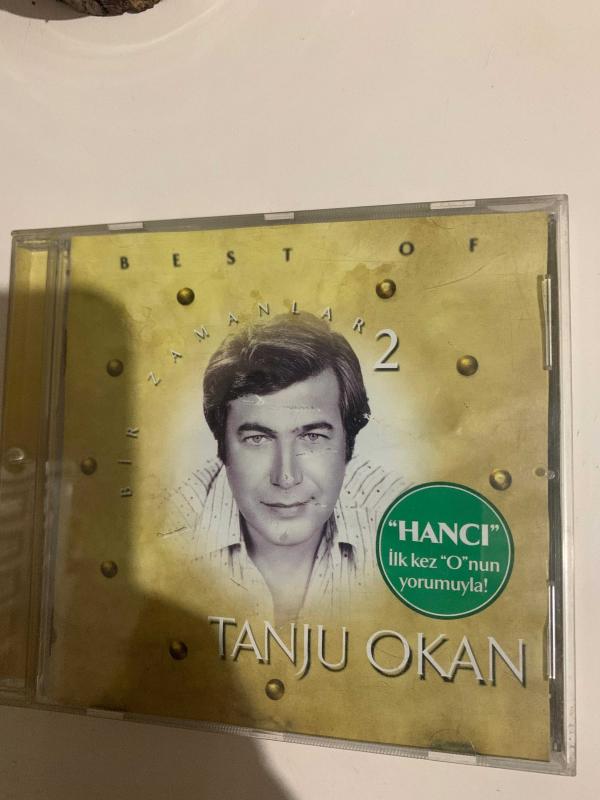 BEST OF
BİR ZAMANLAR 2
"HANCI"
İlk kez "O"nun
yorumuyla!
TANJU OKAN